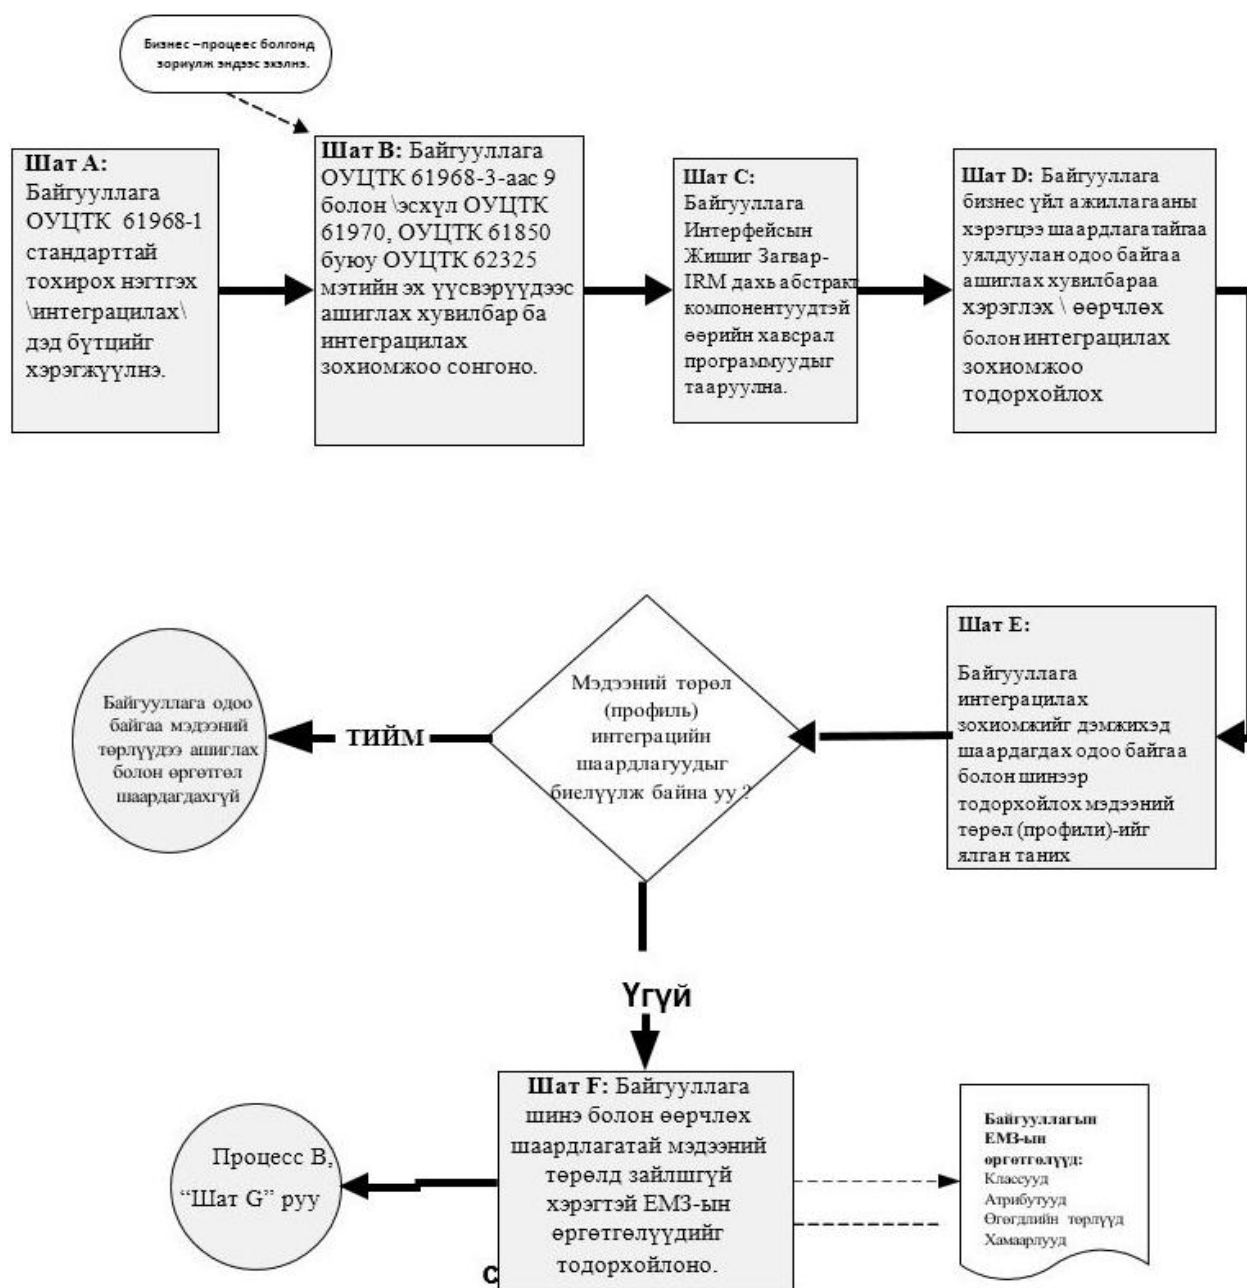 Бизнес –процеес болгонд
зориулж эндээс эхэлнэ.
Шат А:
Байгууллага
ОУЦТК 61968-1
стандарттай
тохирох нэгтгэх
\интеграцилах\
дэд бүтцийг
хэрэгжүүлнэ.
Шат В: Байгууллага
ОУЦТК 61968-3-аас 9
болон \эсхүл ОУЦТК
61970, ОУЦТК 61850
буюу ОУЦТК 62325
мэтийн эх үүсвэрүүдээс
ашиглах хувилбар ба
интеграцилах
зохиомжоо сонгоно.
Шат С:
Байгууллага
Интерфейсын
Жишиг Загвар-
IRM дахь абстракт
компонентуудтэй
өөрийн хавсрал
программуудыг
тааруулна.
Шат D: Байгууллага
бизнес үйл ажиллагааны
хэрэгцээ шаардлагатайгаа
уялдуулан одоо байгаа
ашиглах хувилбараа
хэрэглэх \ өөрчлөх
болон интеграцилах
зохиомжоо
тодорхойлох
Шат Е:
Байгууллага
интеграцилах
зохиомжийг дэмжихэд
шаардагдах одоо байгаа
болон шинээр
тодорхойлох мэдээний
төрөл (профили)-ийг
ялган таних
Мэдээний төрөл
(профиль)
интеграцийн
шаардлагуудыг
биелүүлж байна уу ?
ТИЙМ
Байгууллага одоо
байгаа мэдээний
төрлүүдээ ашиглах
болон өргөтгөл
шаардагдахгүй
Үгүй
Шат F: Байгууллага
шинэ болон өөрчлөх
шаардлагатай мэдээний
төрөлд зайлшгүй
хэрэгтэй ЕМЗ-ын
өргөтгөлүүдийг
тодорхойлоно.
Процесс В,
“Шат G” руу
с
Байгууллагын
ЕМЗ-ын
өргөтгөлүүд:
Классууд
Атрибутууд
Өгөгдлийн төрлүүд
Хамаарлууд